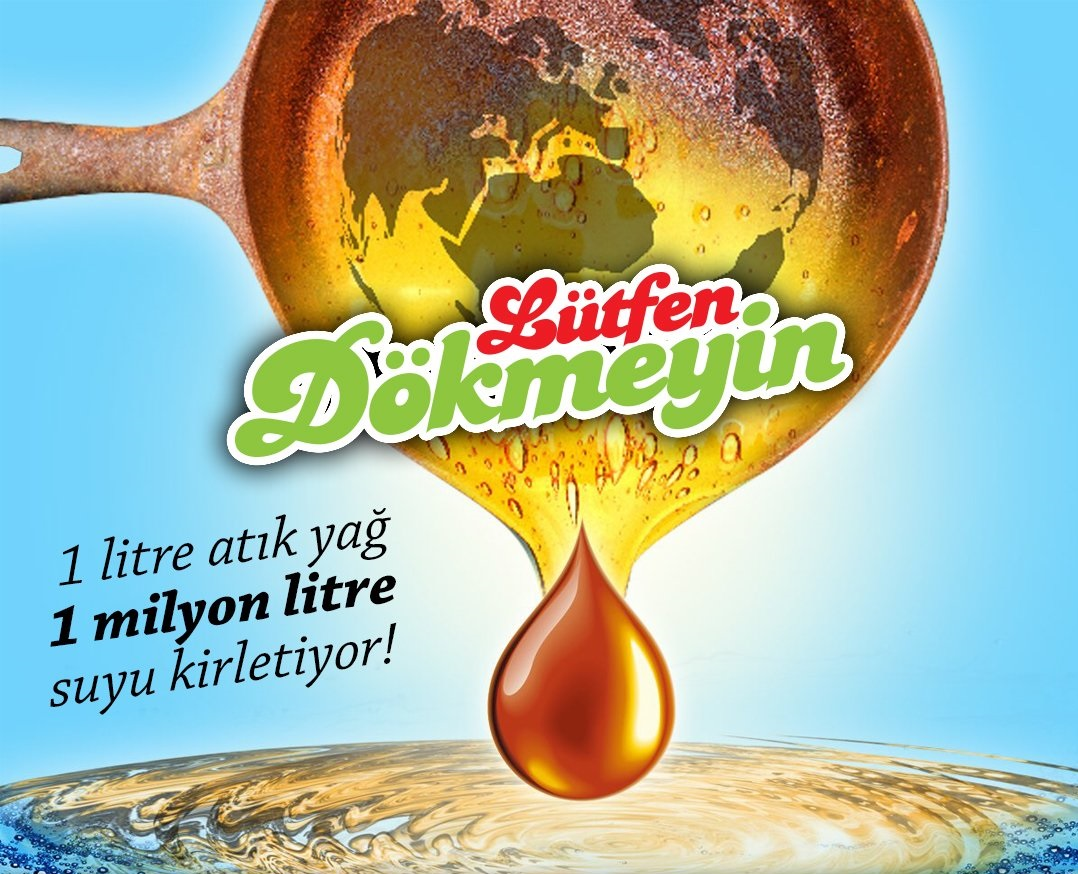 Lütfen
Dökmeyin
1 litre atık yağ
1 milyon litre
suyu kirletiyor!